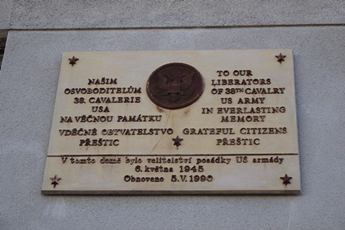 NAŠIM
OSVOBODITELŮM
38. CAVALERIE
USA
NA VĚČNOU PAMÁTKU
VDĚČNÉ OBYVATELSTVO
PŘEŠTIC
TO OUR
LIBERATORS
OF 38TH CAVALRY
US ARMY
IN EVERLASTING
MEMORY
GRATEFUL CITIZENS
PŘEŠTIC
V tomto domě bylo velitelství posádky US armády
6. května 1945
Obnoveno 5.V.1990